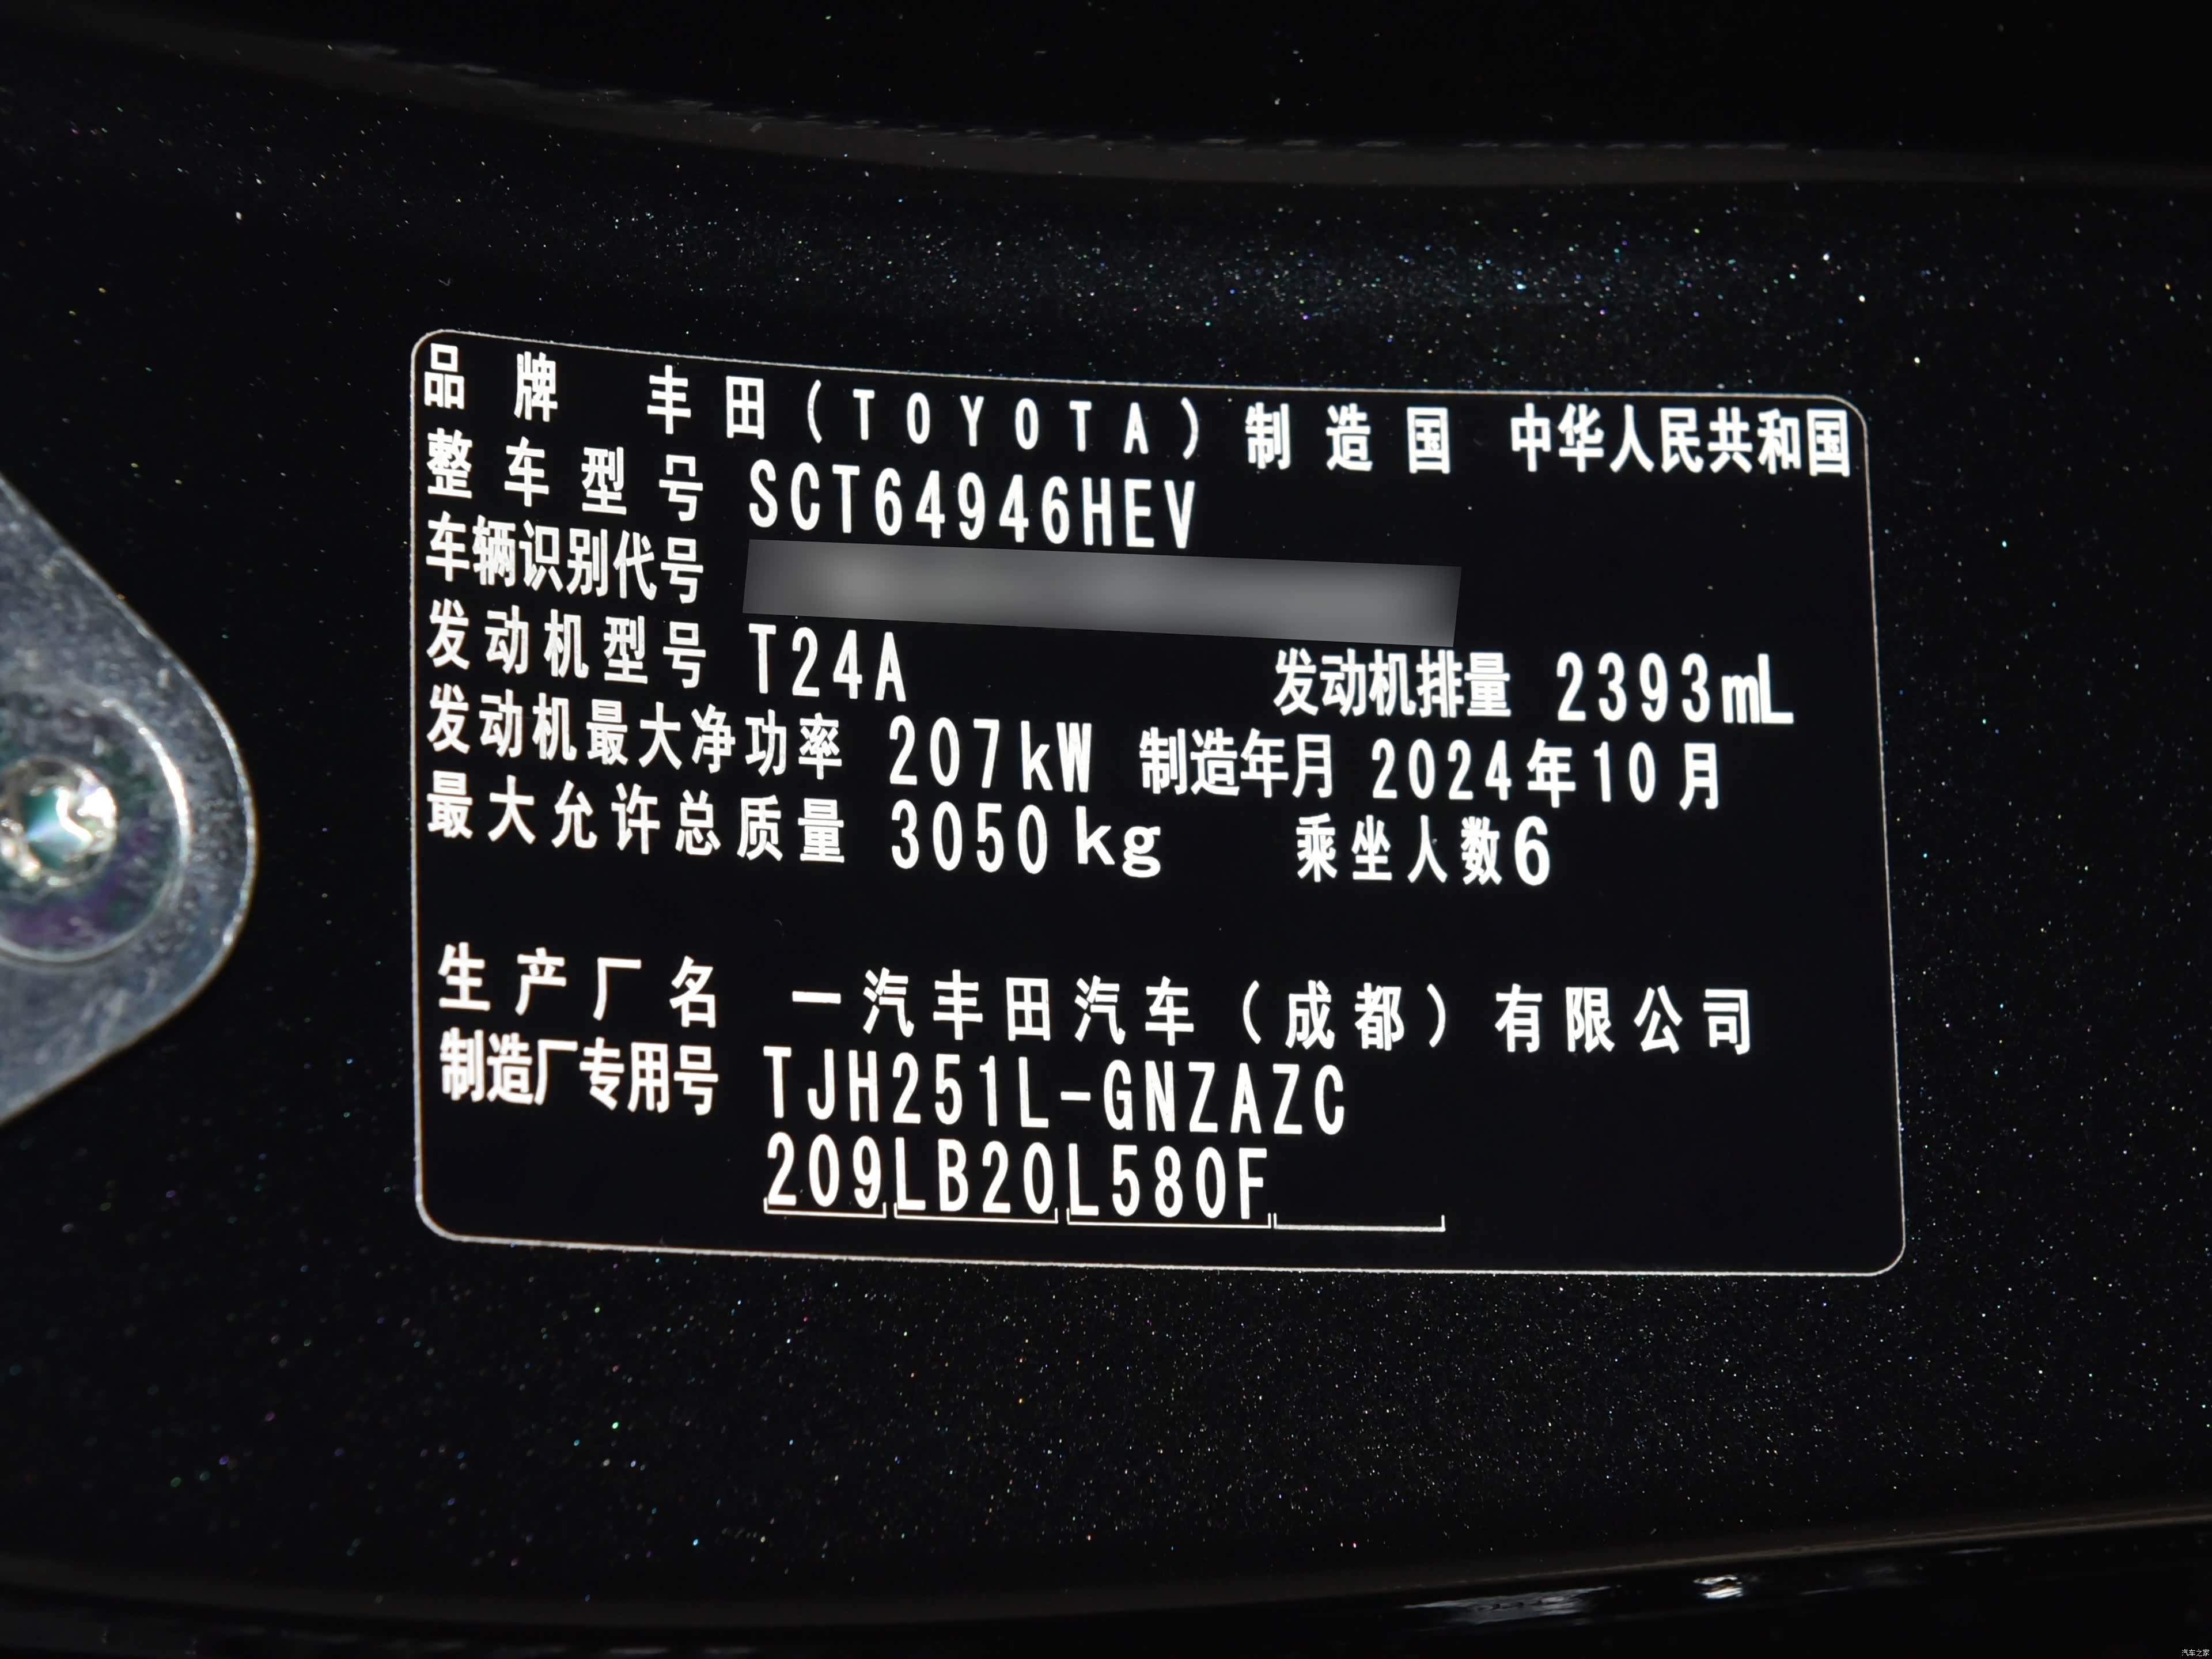 品牌 丰田(TOYOTA) 制造国 中华人民共和国
整车型号 SCT64946HEV
车辆识别代号
发动机型号 T24A 发动机排量 2393mL
发动机最大净功率 207kW 制造年月 2024年10月
最大允许总质量 3050kg 乘坐人数6
生产厂名 一汽丰田汽车(成都)有限公司
制造厂专用号 TJH251L-GNZAZC
209LB20L580F
汽车之家